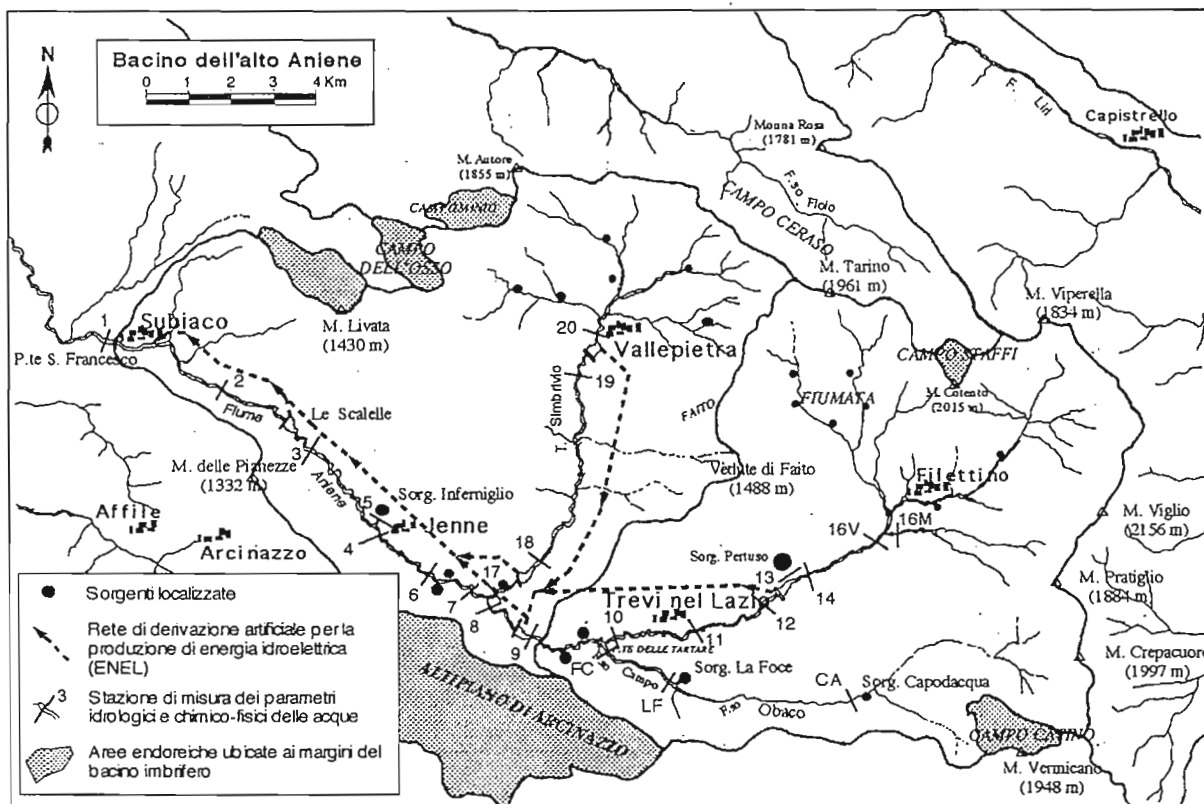 N
Bacino dell'alto Aniene
0 1 2 3 4 Km
F. Liri
Capistrello
Monna Rosa
(1781 m)
M. Autore
(1855 m)
F.so Fioio
CAMPO CERASO
CAMPO
DELL'OSSO
M. Tarino
(1961 m)
M. Viperella
(1834 m)
1
Subiaco
P.te S. Francesco
M. Livata
(1430 m)
20
Vallepietra
19
CAMPO STAFFI
M. Cotento
(2015 m)
FIUMATA
FAITO
T. Simbrivio
2
Fiume
Aniene
Le Scalelle
3
M. delle Pianezze
(1332 m)
Vedute di Faito
(1488 m)
Filettino
Affile
Arcinazzo
5
Sorg. Inferniglio
Jenne
4
16V
16M
M. Viglio
(2156 m)
18
17
Sorg. Pertuso
13
14
6
7
8
9
Trevi nel Lazio
10
11
12
M. Pratiglio
(1884 m)
M. Crepacuore
(1997 m)
TE DELLE TARTARE
FC
F.so Campo
Sorg. La Foce
LF
F.so Obaco
CA
Sorg. Capodacqua
ALTIPIANO DI ARCINAZZO
CAMPO CATINO
M. Vermicano
(1948 m)
Sorgenti localizzate
Rete di derivazione artificiale per la
produzione di energia idroelettrica
(ENEL)
3
Stazione di misura dei parametri
idrologici e chimico-fisici delle acque
Aree endoreiche ubicate ai margini del
bacino imbrifero